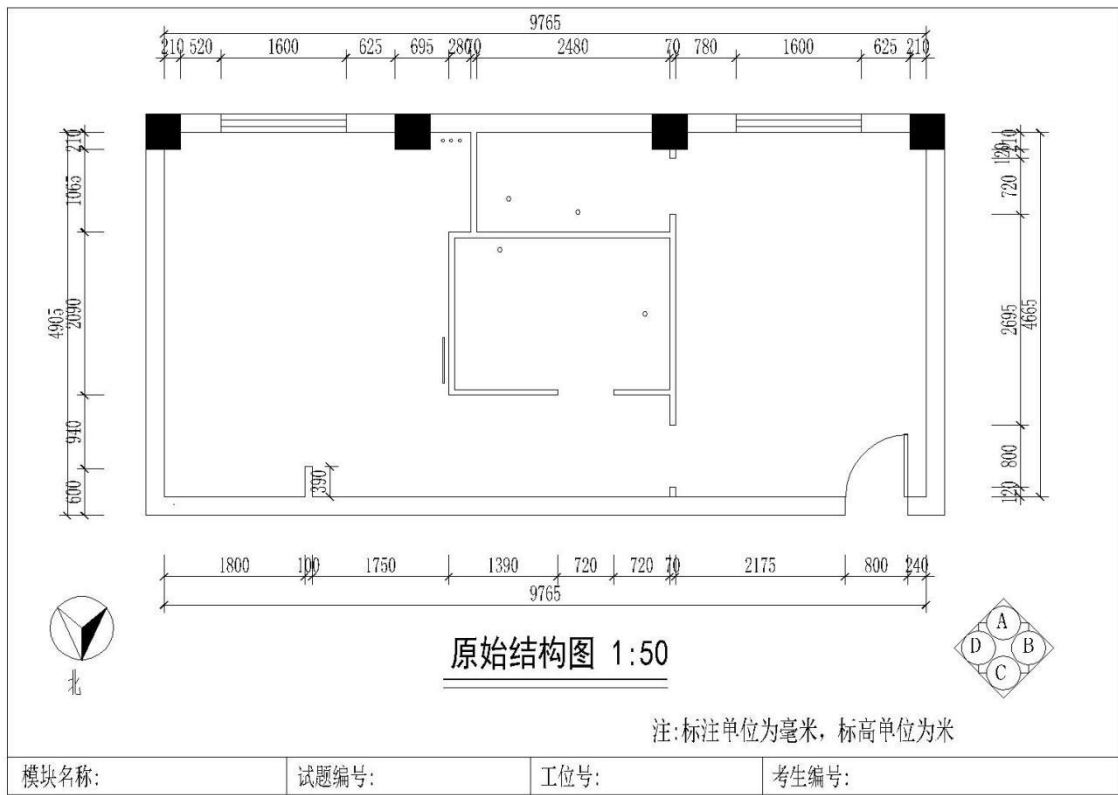 9765
210 520 1600 625 695 280 70 2480 70 780 1600 625 210
4905
210 1065 2090 940 600
390
120 210 720 2695 800 120
4665
1800 100 1750 1390 720 720 70 2175 800 240
9765
北
原始结构图 1:50
A
D B
C
注:标注单位为毫米，标高单位为米
模块名称: 试题编号: 工位号: 考生编号: